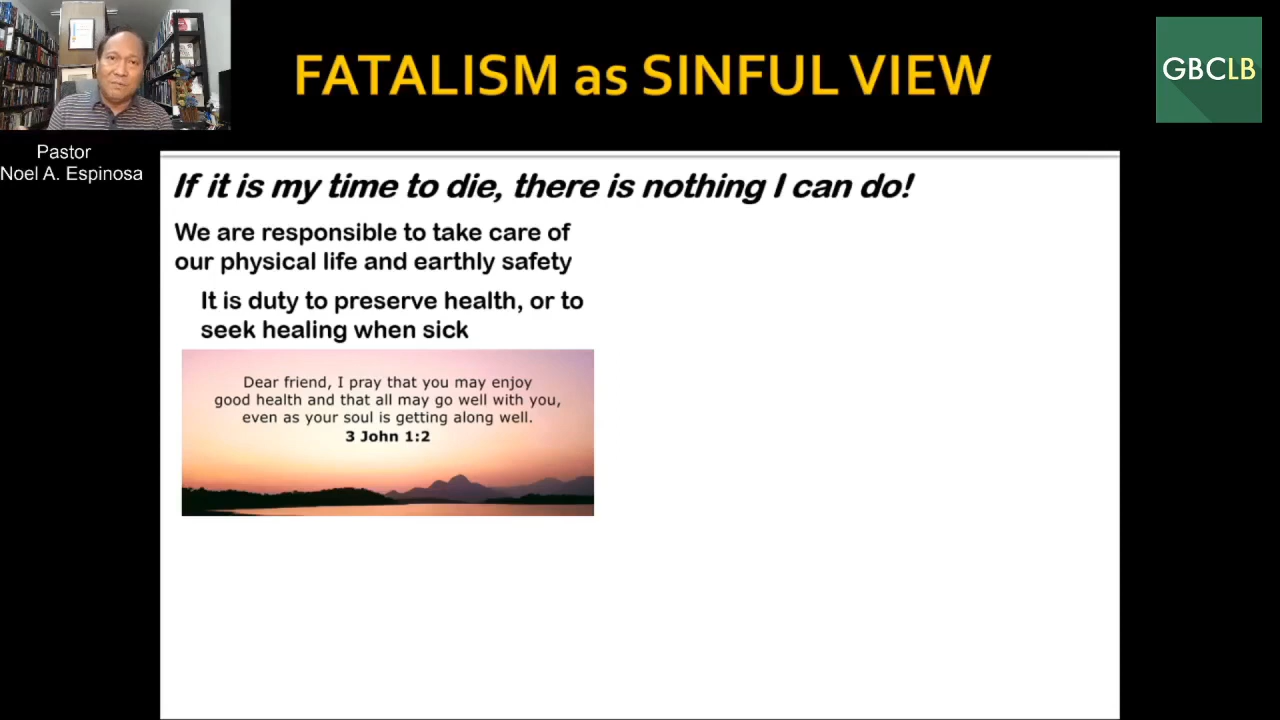 FATALISM as SINFUL VIEW
GBCLB
Pastor
Noel A. Espinosa
If it is my time to die, there is nothing I can do!
We are responsible to take care of
our physical life and earthly safety
It is duty to preserve health, or to
seek healing when sick
Dear friend, I pray that you may enjoy
good health and that all may go well with you,
even as your soul is getting along well.
3 John 1:2